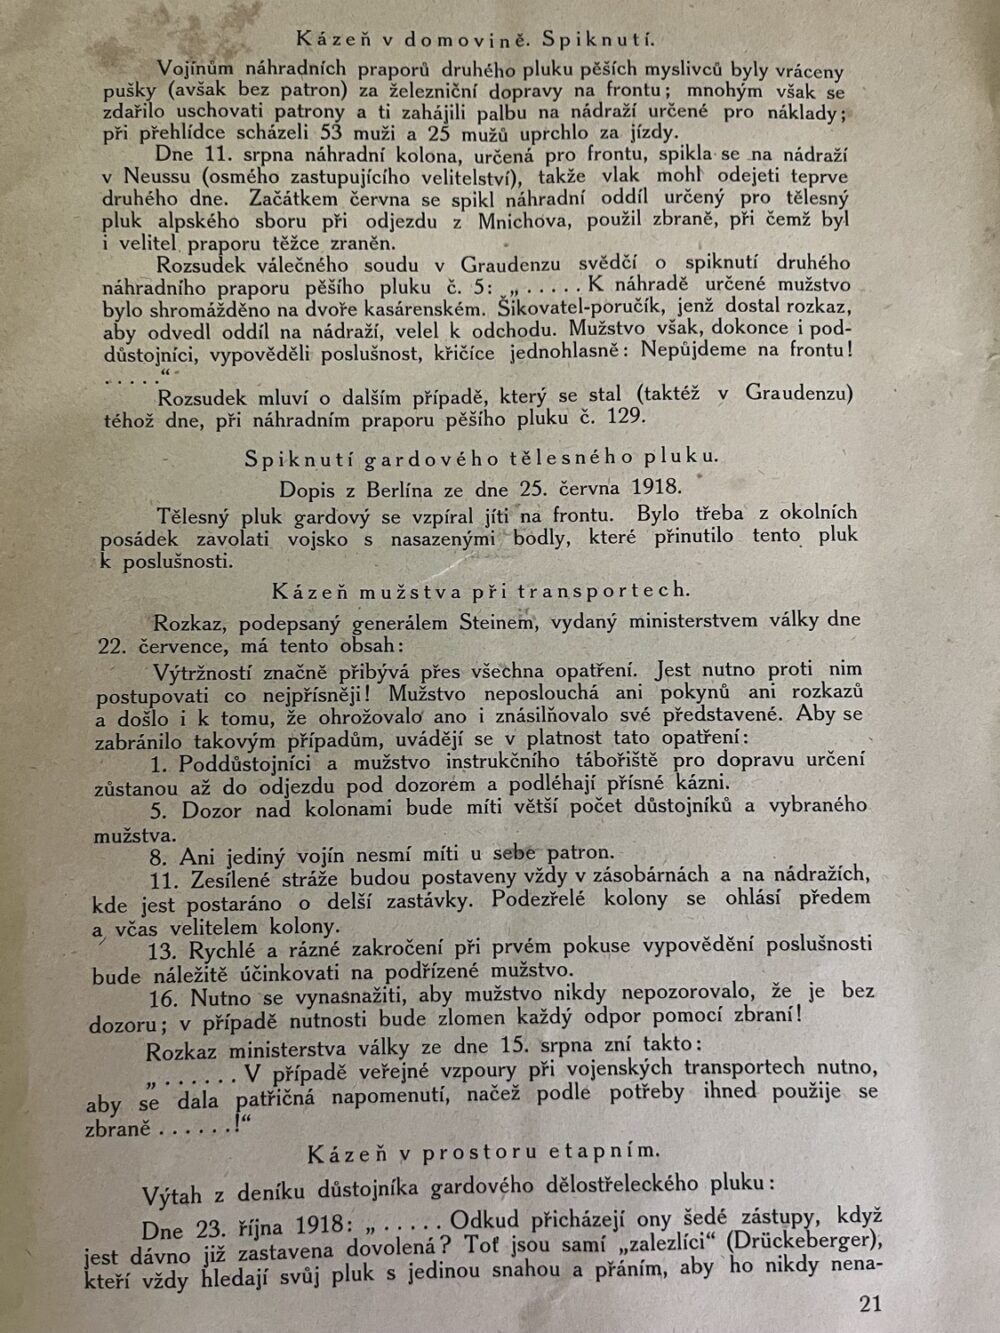 Kázeň v domovině. Spiknutí.
Vojínům náhradních praporů druhého pluku pěších myslivců byly vráceny
pušky (avšak bez patron) za železniční dopravy na frontu; mnohým však se
zdařilo uschovati patrony a ti zahájili palbu na nádraží určené pro náklady;
při přehlídce scházeli 53 muži a 25 mužů uprchlo za jízdy.
Dne 11. srpna náhradní kolona, určená pro frontu, spikla se na nádraží
v Neussu (osmého zastupujícího velitelství), takže vlak mohl odejeti teprve
druhého dne. Začátkem června se spikl náhradní oddíl určený pro tělesný
pluk alpského sboru při odjezdu z Mnichova, použil zbraně, při čemž byl
i velitel praporu těžce zraněn.
Rozsudek válečného soudu v Graudenzu svědčí o spiknutí druhého
náhradního praporu pěšího pluku č. 5: „ . . . . . K náhradě určené mužstvo
bylo shromážděno na dvoře kasárenském. Šikovatel-poručík, jenž dostal rozkaz,
aby odvedl oddíl na nádraží, velel k odchodu. Mužstvo však, dokonce i pod-
důstojníci, vypověděli poslušnost, křičíce jednohlasně: Nepůjdeme na frontu!
. . . . .“
Rozsudek mluví o dalším případě, který se stal (taktéž v Graudenzu)
téhož dne, při náhradním praporu pěšího pluku č. 129.
Spiknutí gardového tělesného pluku.
Dopis z Berlína ze dne 25. června 1918.
Tělesný pluk gardový se vzpíral jíti na frontu. Bylo třeba z okolních
posádek zavolati vojsko s nasazenými bodly, které přinutilo tento pluk
k poslušnosti.
Kázeň mužstva při transportech.
Rozkaz, podepsaný generálem Steinem, vydaný ministerstvem války dne
22. července, má tento obsah:
Výtržností značně přibývá přes všechna opatření. Jest nutno proti nim
postupovati co nejpřísněji! Mužstvo neposlouchá ani pokynů ani rozkazů
a došlo i k tomu, že ohrožovalo ano i znásilňovalo své představené. Aby se
zabránilo takovým případům, uvádějí se v platnost tato opatření:
1. Poddůstojníci a mužstvo instrukčního tábořiště pro dopravu určení
zůstanou až do odjezdu pod dozorem a podléhají přísné kázni.
5. Dozor nad kolonami bude míti větší počet důstojníků a vybraného
mužstva.
8. Ani jediný vojín nesmí míti u sebe patron.
11. Zesílené stráže budou postaveny vždy v zásobárnách a na nádražích,
kde jest postaráno o delší zastávky. Podezřelé kolony se ohlásí předem
a včas velitelem kolony.
13. Rychlé a rázné zakročení při prvém pokuse vypovědění poslušnosti
bude náležitě účinkovati na podřízené mužstvo.
16. Nutno se vynasnažiti, aby mužstvo nikdy nepozorovalo, že je bez
dozoru; v případě nutnosti bude zlomen každý odpor pomocí zbraní!
Rozkaz ministerstva války ze dne 15. srpna zní takto:
„ . . . . . . V případě veřejné vzpoury při vojenských transportech nutno,
aby se dala patřičná napomenutí, načež podle potřeby ihned použije se
zbraně . . . . . .!“
Kázeň v prostoru etapním.
Výtah z deníku důstojníka gardového dělostřeleckého pluku:
Dne 23. října 1918: „ . . . . . Odkud přicházejí ony šedé zástupy, když
jest dávno již zastavena dovolená? Toť jsou samí „zalezlíci“ (Drückeberger),
kteří vždy hledají svůj pluk s jedinou snahou a přáním, aby ho nikdy nena-
21